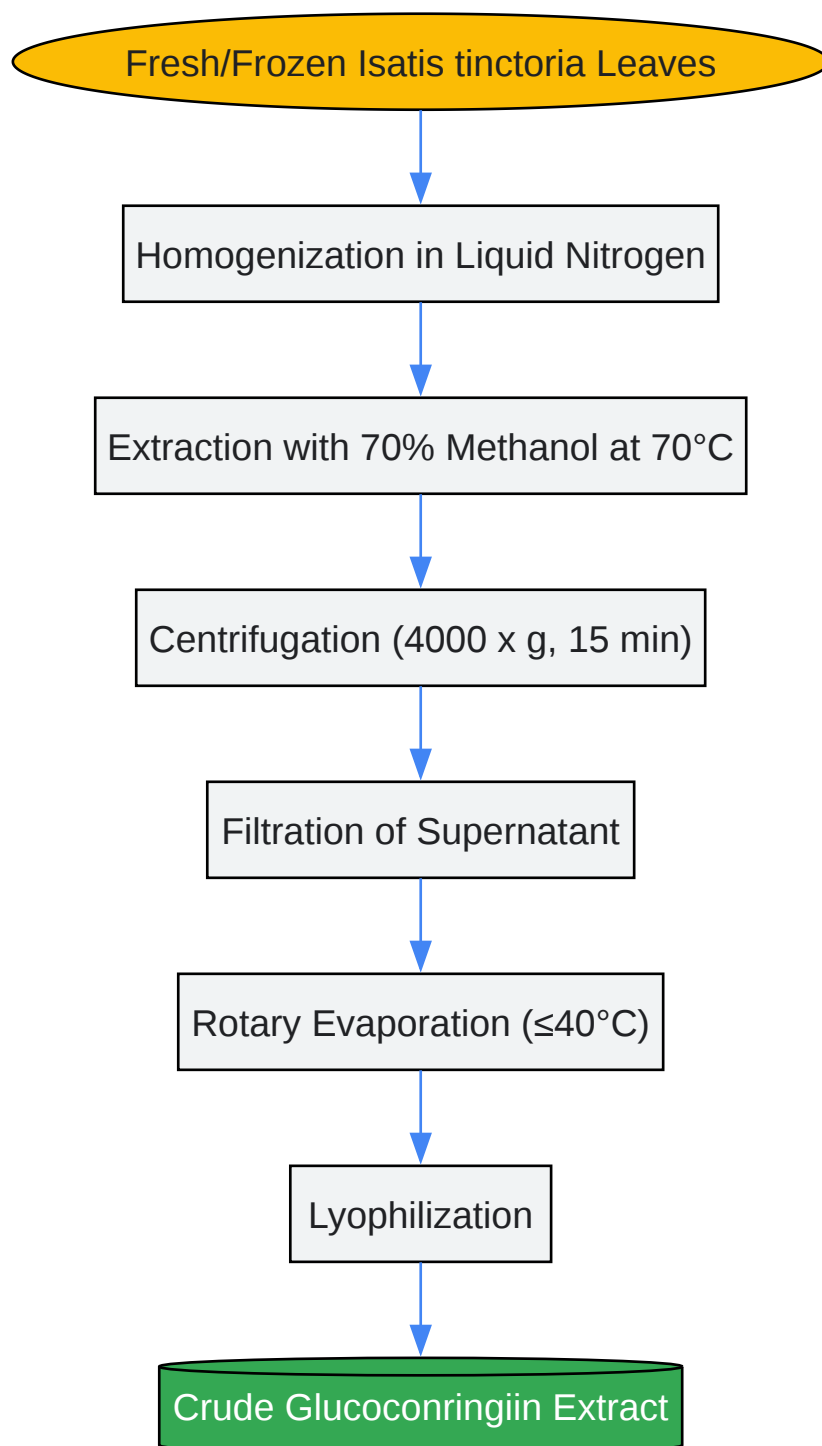 Fresh/Frozen Isatis tinctoria Leaves
Homogenization in Liquid Nitrogen
Extraction with 70% Methanol at 70°C
Centrifugation (4000 x g, 15 min)
Filtration of Supernatant
Rotary Evaporation (≤40°C)
Lyophilization
Crude Glucoconringiin Extract